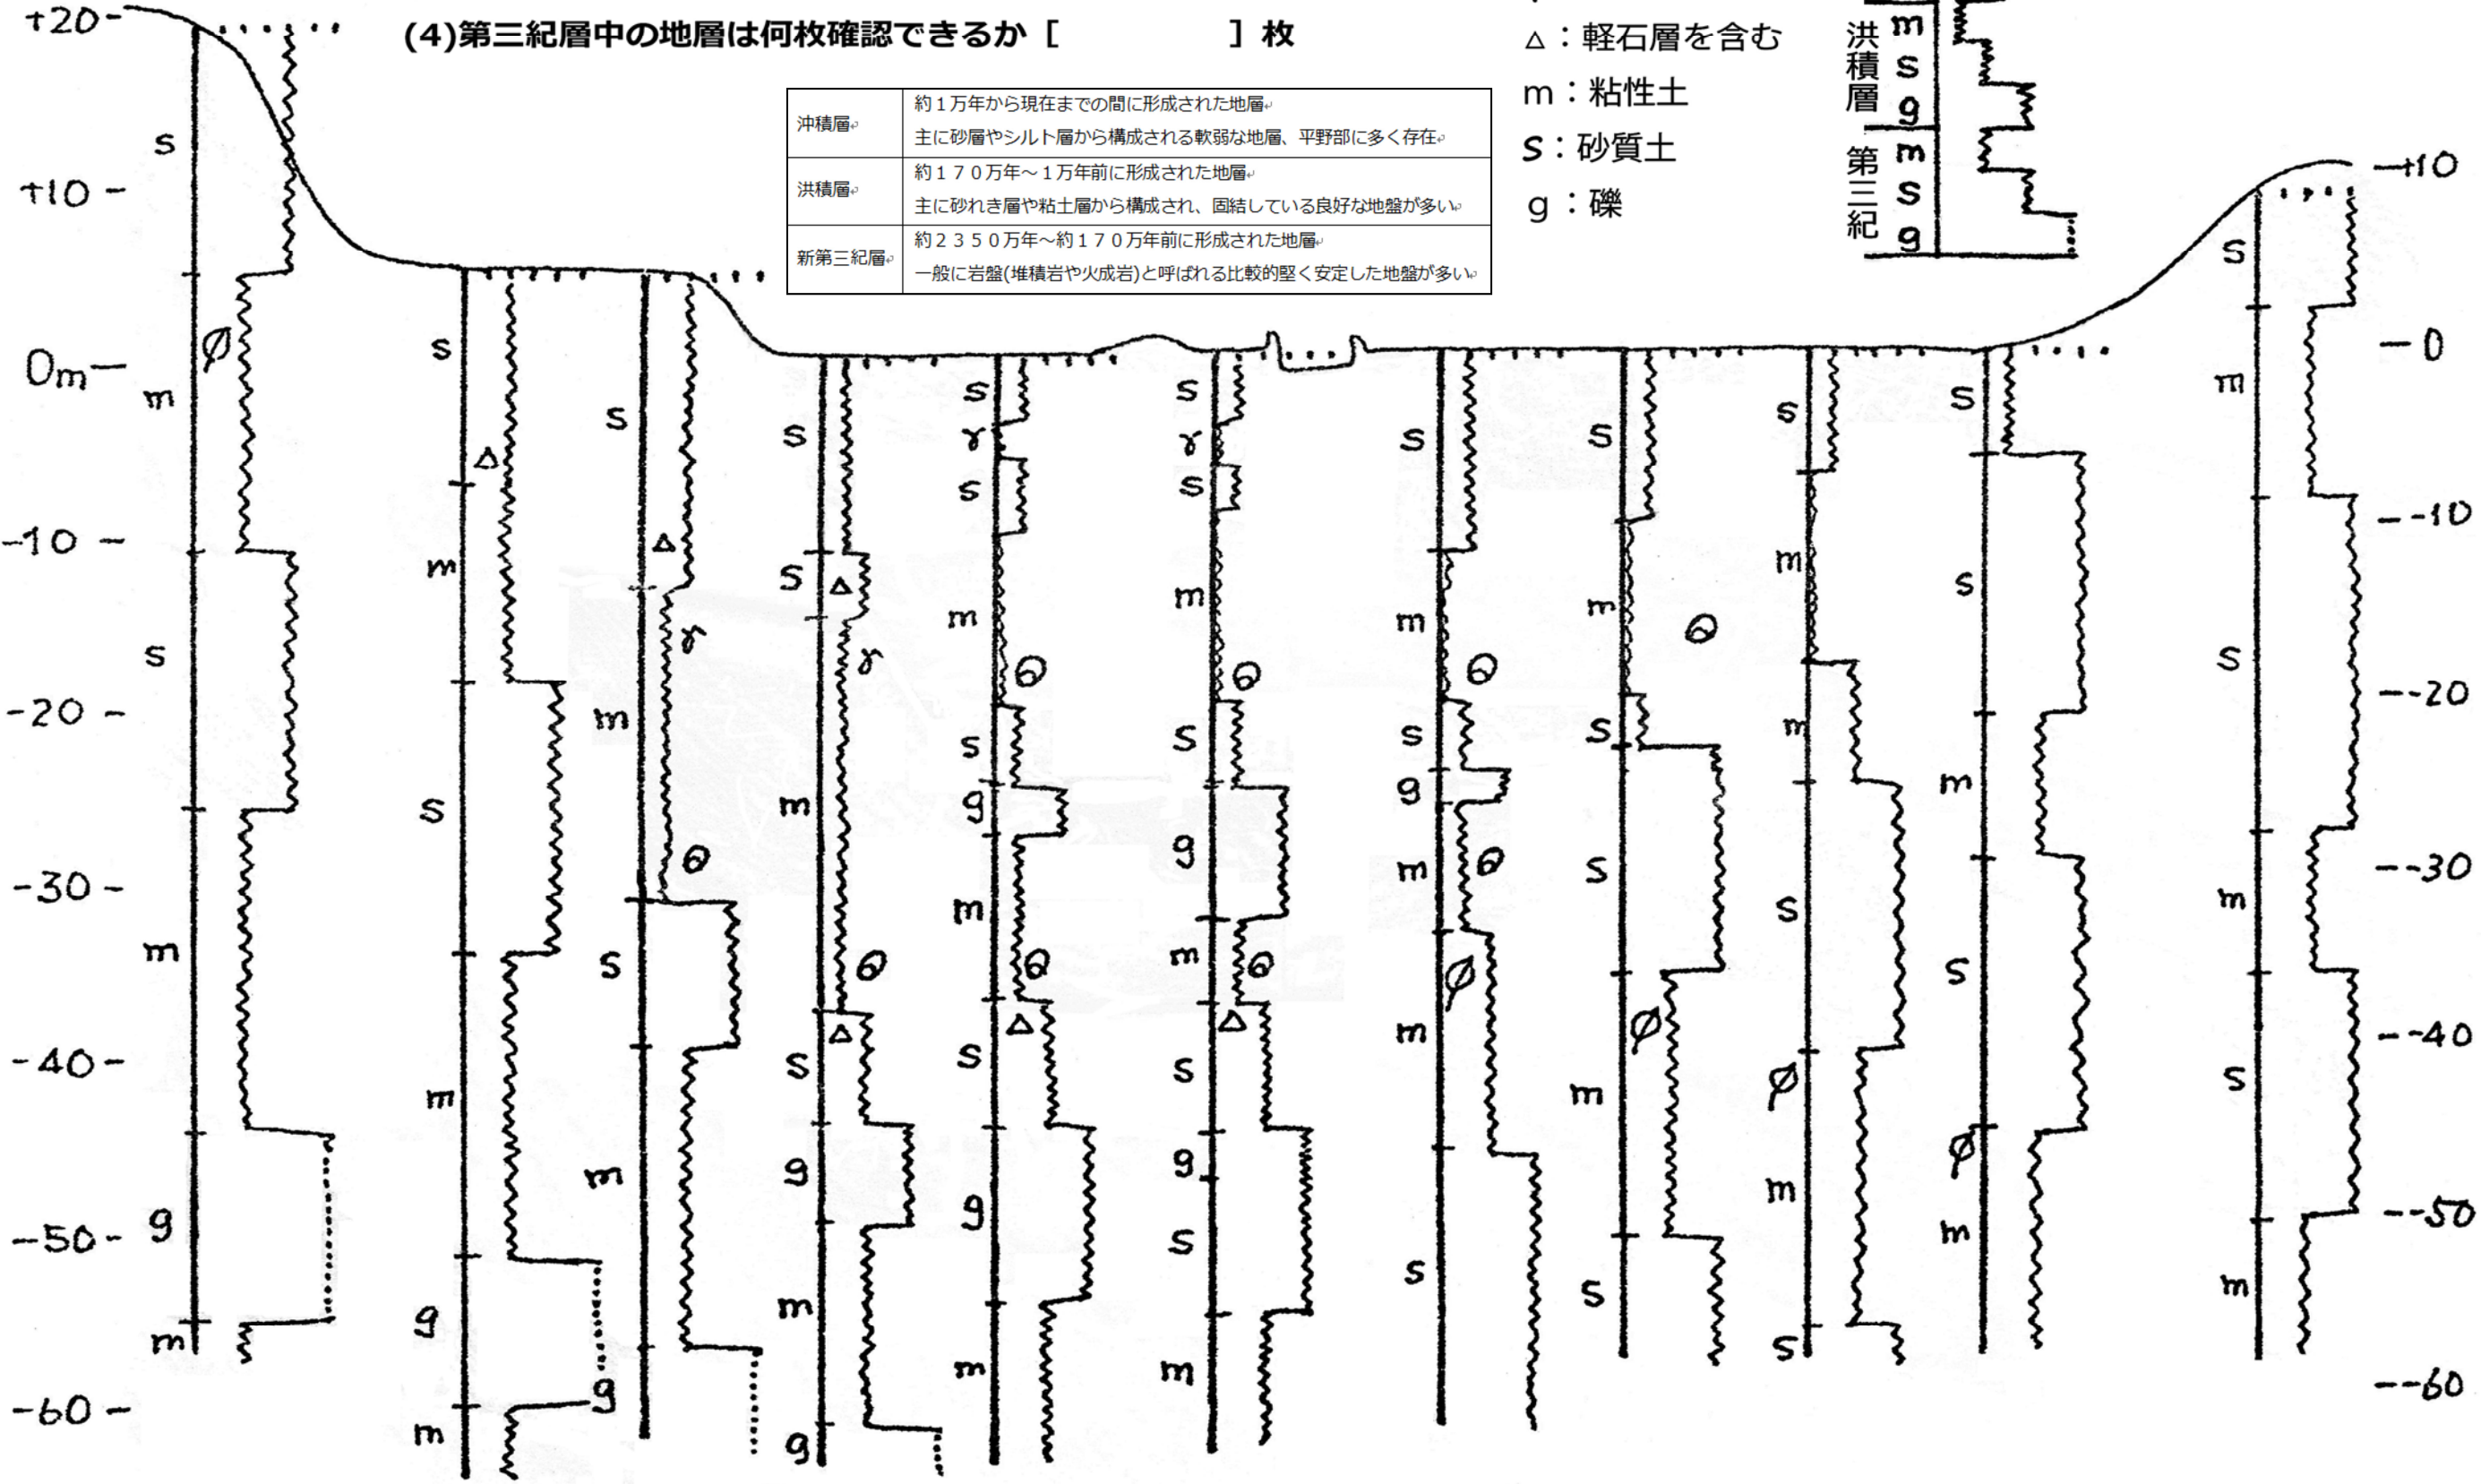 (4)第三紀層中の地層は何枚確認できるか [ ] 枚
△：軽石層を含む
m：粘性土
s：砂質土
g：礫
洪積層
m
s
g
第三紀
m
s
g
沖積層
約１万年から現在までの間に形成された地層
主に砂層やシルト層から構成される軟弱な地層、平野部に多く存在
洪積層
約１７０万年～１万年前に形成された地層
主に砂れき層や粘土層から構成され、固結している良好な地盤が多い
新第三紀層
約２３５０万年～約１７０万年前に形成された地層
一般に岩盤(堆積岩や火成岩)と呼ばれる比較的堅く安定した地盤が多い
+20-
+10-
0m-
-10-
-20-
-30-
-40-
-50-
-60-
s
φ
m
s
m
g
m
s
△
m
s
m
g
m
s
△
γ
m
θ
s
m
g
s
s
△
γ
m
θ
△
s
g
m
g
s
γ
s
m
θ
s
g
m
θ
△
s
g
m
s
γ
s
m
θ
s
g
m
θ
△
s
g
s
m
s
m
θ
s
g
m
θ
φ
m
s
s
m
θ
s
s
φ
m
s
s
m
m
s
φ
m
s
s
s
m
s
φ
m
s
m
s
m
s
s
m
-+10
-0
--10
--20
--30
--40
--50
--60